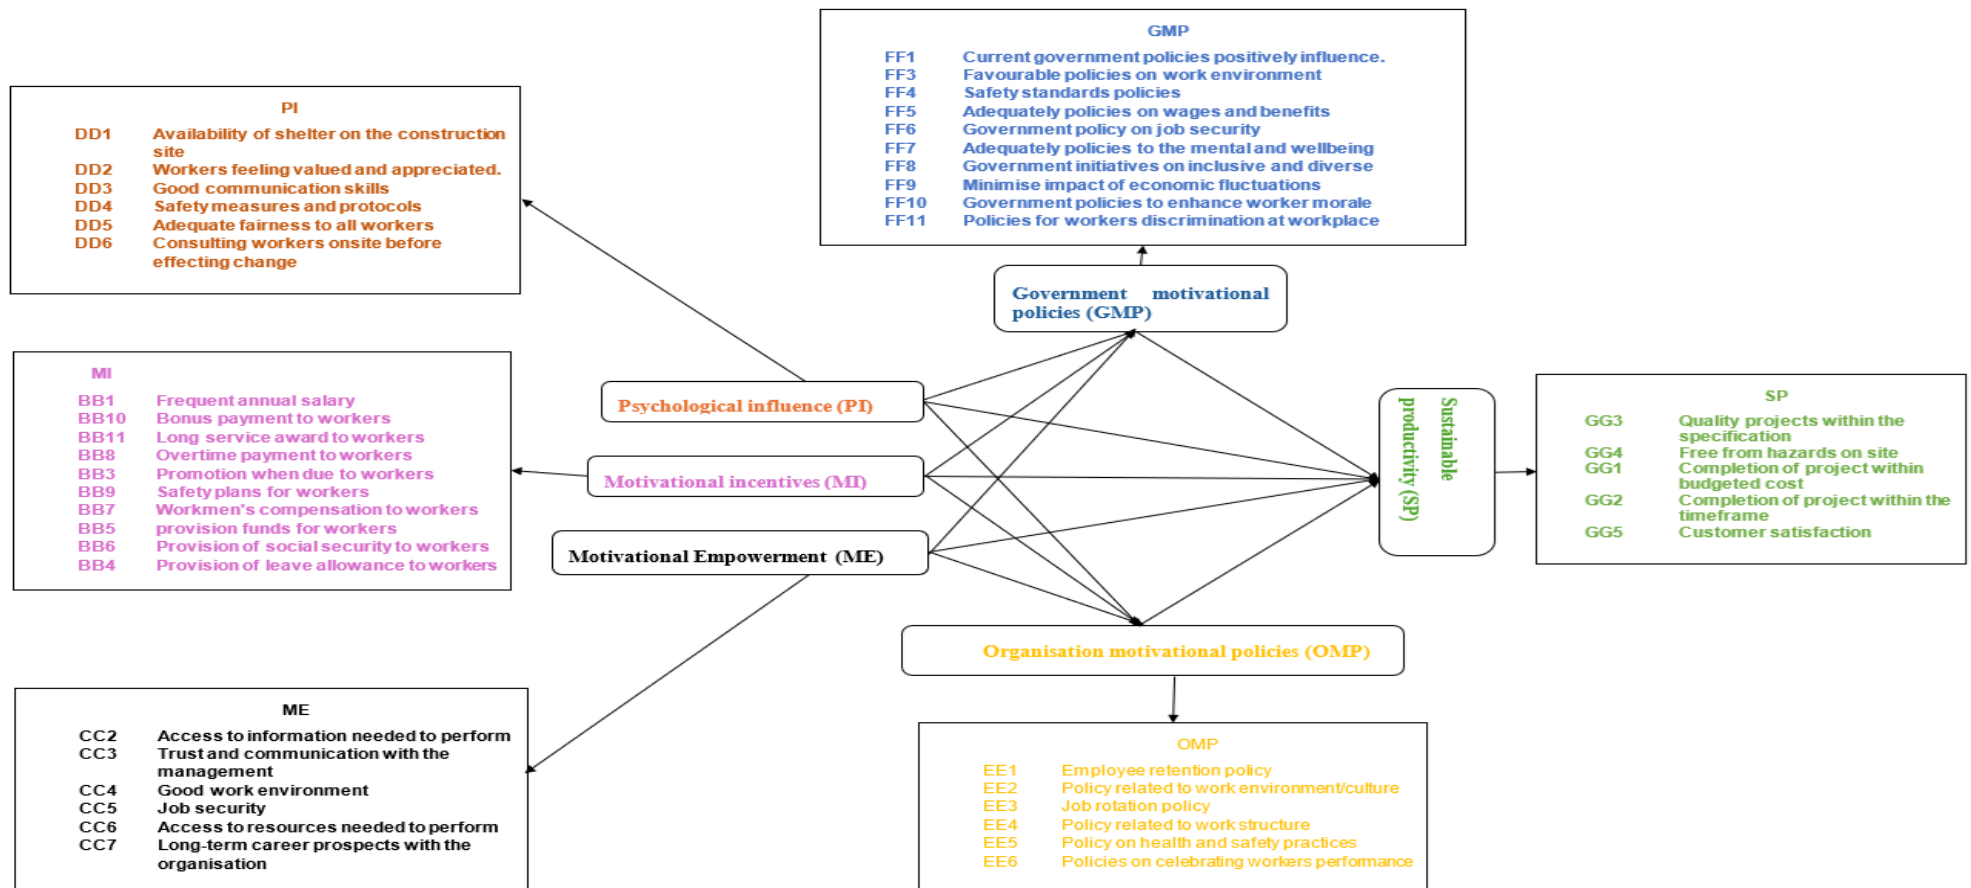 GMP
FF1 Current government policies positively influence.
FF3 Favourable policies on work environment
FF4 Safety standards policies
FF5 Adequately policies on wages and benefits
FF6 Government policy on job security
FF7 Adequately policies to the mental and wellbeing
FF8 Government initiatives on inclusive and diverse
FF9 Minimise impact of economic fluctuations
FF10 Government policies to enhance worker morale
FF11 Policies for workers discrimination at workplace
PI
DD1 Availability of shelter on the construction
site
DD2 Workers feeling valued and appreciated.
DD3 Good communication skills
DD4 Safety measures and protocols
DD5 Adequate fairness to all workers
DD6 Consulting workers onsite before
effecting change
Government motivational
policies (GMP)
MI
BB1 Frequent annual salary
BB10 Bonus payment to workers
BB11 Long service award to workers
BB8 Overtime payment to workers
BB3 Promotion when due to workers
BB9 Safety plans for workers
BB7 Workmen's compensation to workers
BB5 provision funds for workers
BB6 Provision of social security to workers
BB4 Provision of leave allowance to workers
Psychological influence (PI)
Motivational incentives (MI)
Motivational Empowerment (ME)
Sustainable
productivity (SP)
SP
GG3 Quality projects within the
specification
GG4 Free from hazards on site
GG1 Completion of project within
budgeted cost
GG2 Completion of project within the
timeframe
GG5 Customer satisfaction
Organisation motivational policies (OMP)
ME
CC2 Access to information needed to perform
CC3 Trust and communication with the
management
CC4 Good work environment
CC5 Job security
CC6 Access to resources needed to perform
CC7 Long-term career prospects with the
organisation
OMP
EE1 Employee retention policy
EE2 Policy related to work environment/culture
EE3 Job rotation policy
EE4 Policy related to work structure
EE5 Policy on health and safety practices
EE6 Policies on celebrating workers performance